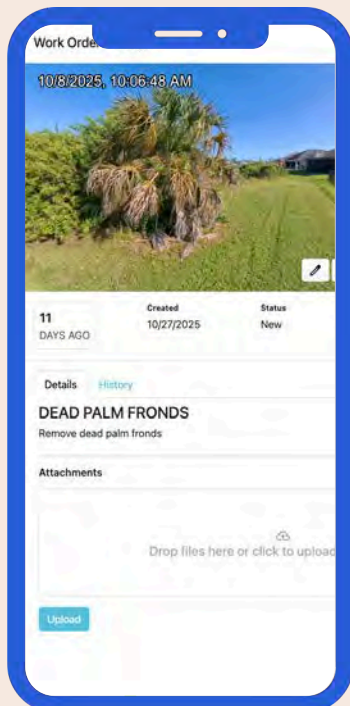 Work Order
10/8/2025, 10:06:48 AM
11
DAYS AGO
Created
10/27/2025
Status
New
Details
History
DEAD PALM FRONDS
Remove dead palm fronds
Attachments
Drop files here or click to upload
Upload